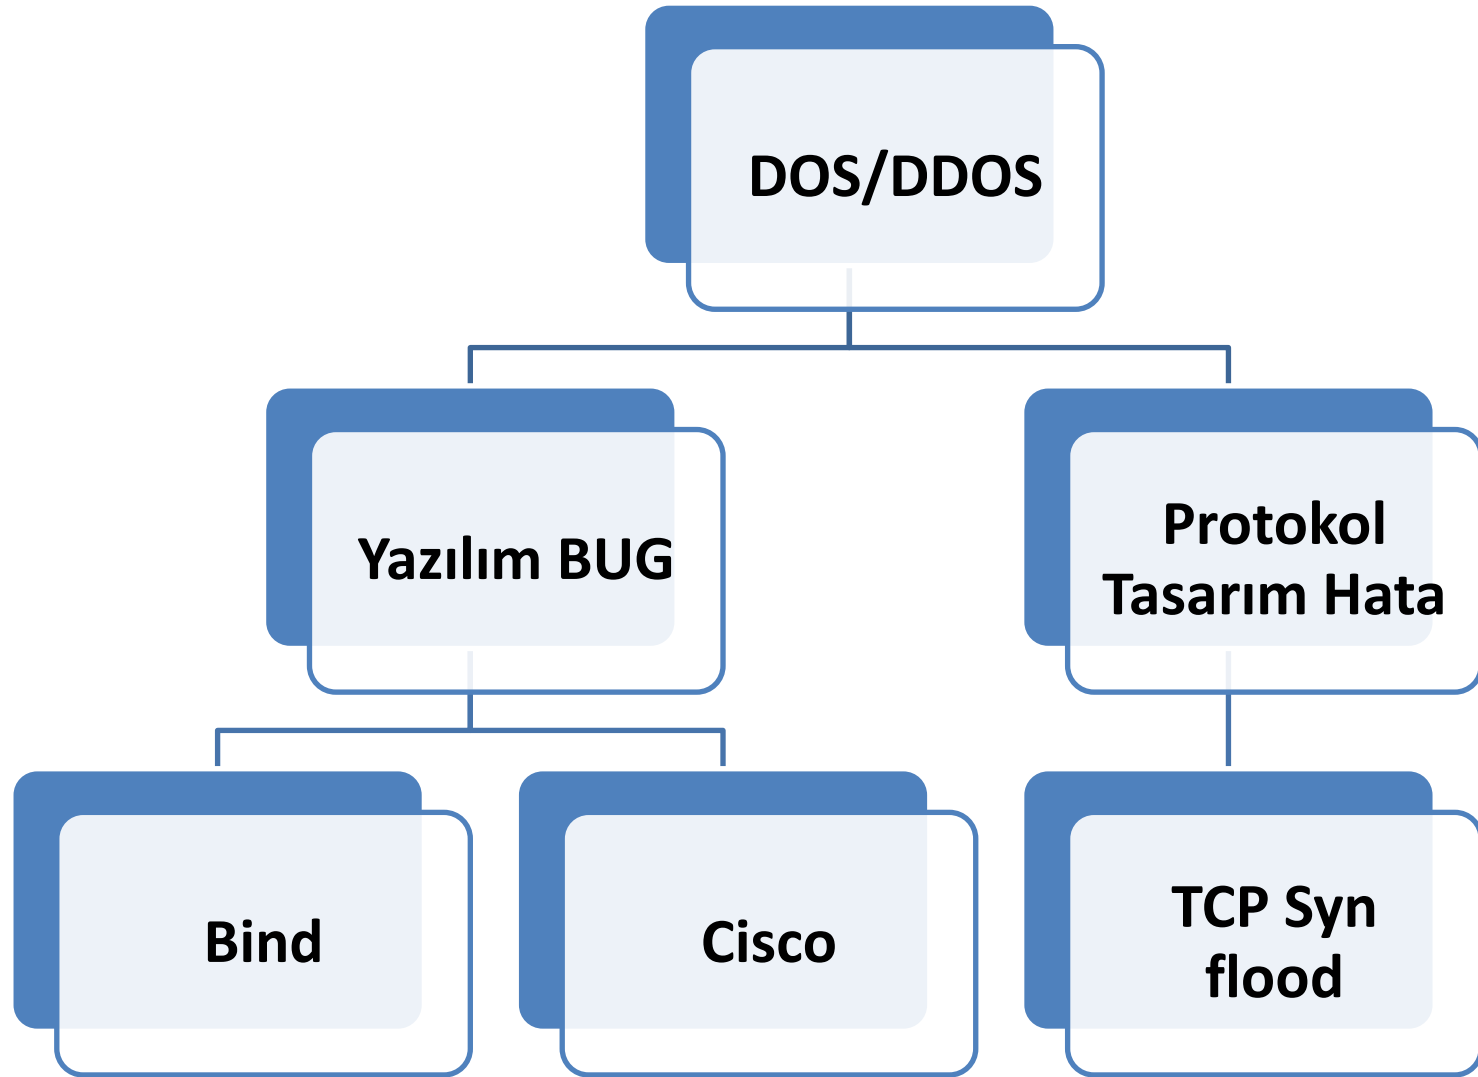 DOS/DDOS
Yazılım BUG
Protokol
Tasarım Hata
Bind
Cisco
TCP Syn
flood